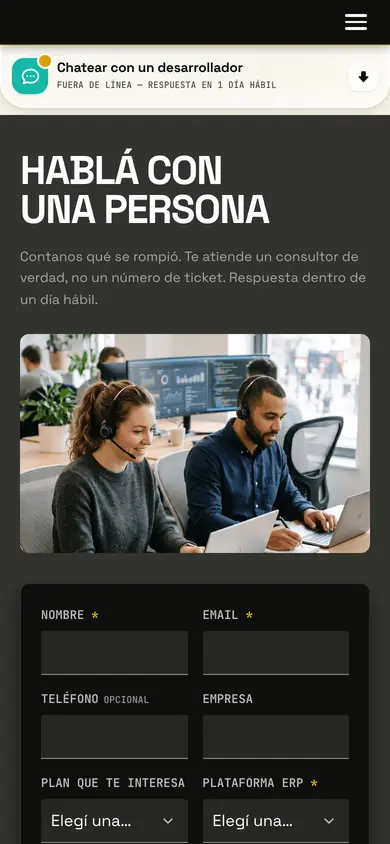 Chatear con un desarrollador
FUERA DE LÍNEA — RESPUESTA EN 1 DÍA HÁBIL
HABLÁ CON
UNA PERSONA
Contanos qué se rompió. Te atiende un consultor de
verdad, no un número de ticket. Respuesta dentro de
un día hábil.
NOMBRE *
EMAIL *
TELÉFONO OPCIONAL
EMPRESA
PLAN QUE TE INTERESA
PLATAFORMA ERP *
Elegí una...
Elegí una...